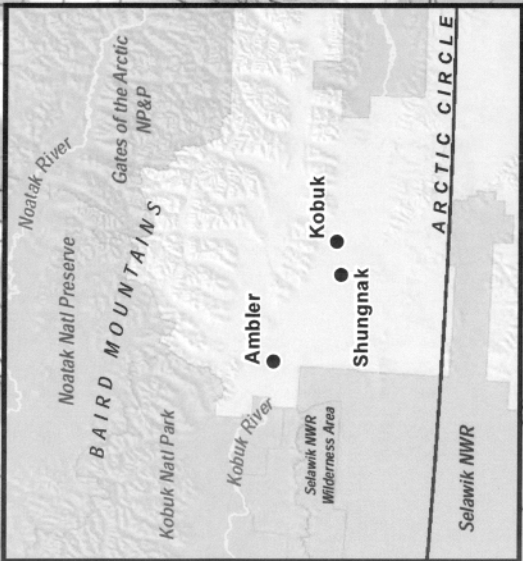 Noatak River
Gates of the Arctic
NP&P
Noatak Natl Preserve
BAIRD MOUNTAINS
Kobuk Natl Park
Ambler
Kobuk River
Kobuk
Shungnak
Selawik NWR
Wilderness Area
ARCTIC CIRCLE
Selawik NWR